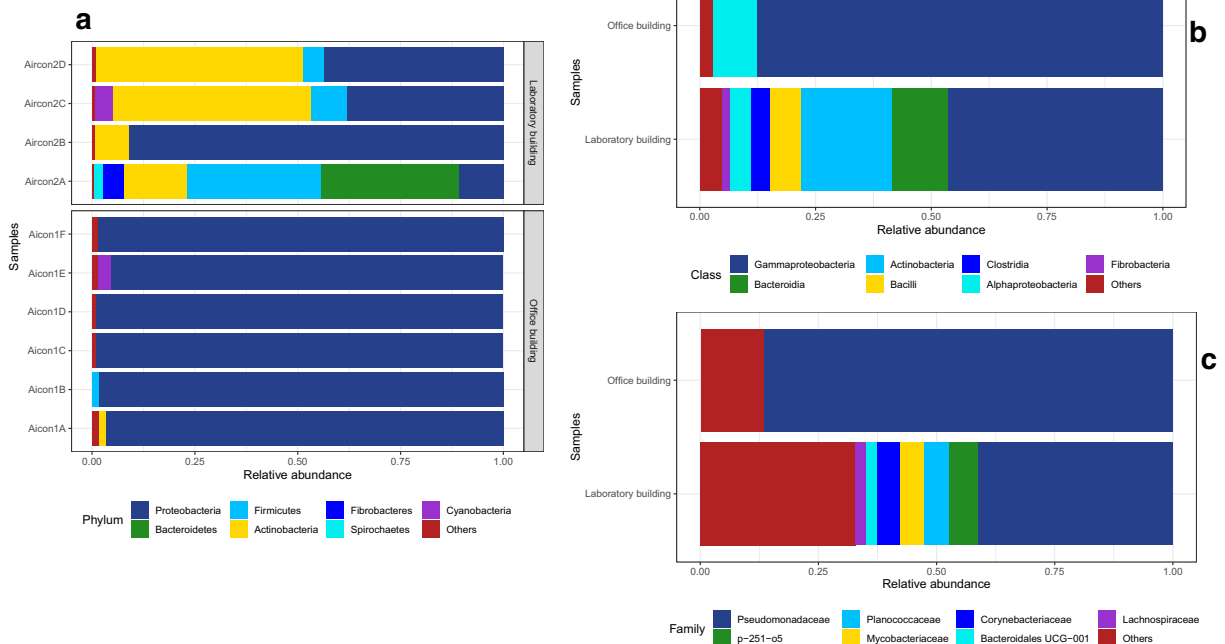 a
Aircon2D
Aircon2C
Aircon2B
Aircon2A
Laboratory building
Aicon1F
Aicon1E
Aicon1D
Aicon1C
Aicon1B
Aicon1A
Office building
Samples
0.00 0.25 0.50 0.75 1.00
Relative abundance
Phylum
Proteobacteria Firmicutes Fibrobacteres Cyanobacteria
Bacteroidetes Actinobacteria Spirochaetes Others
b
Office building
Laboratory building
Samples
0.00 0.25 0.50 0.75 1.00
Relative abundance
Class
Gammaproteobacteria Actinobacteria Clostridia Fibrobacteria
Bacteroidia Bacilli Alphaproteobacteria Others
c
Office building
Laboratory building
Samples
0.00 0.25 0.50 0.75 1.00
Relative abundance
Family
Pseudomonadaceae Planococcaceae Corynebacteriaceae Lachnospiraceae
p−251−o5 Mycobacteriaceae Bacteroidales UCG−001 Others